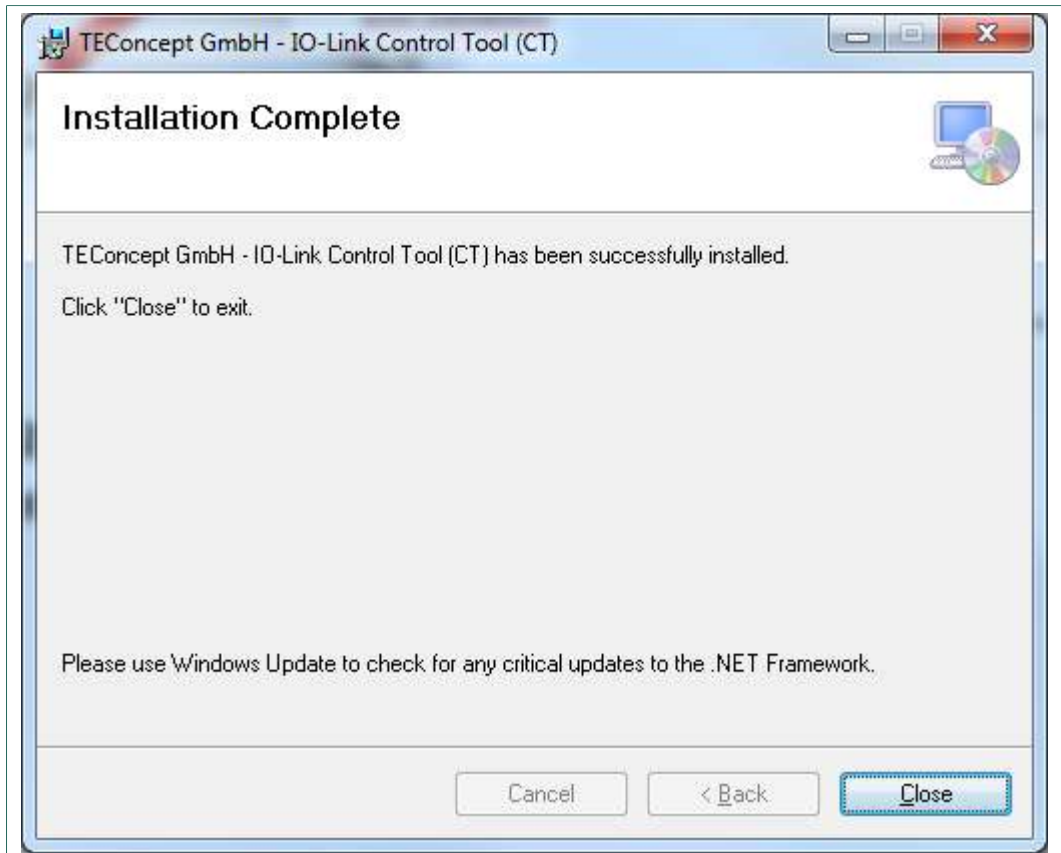 TEConcept GmbH - IO-Link Control Tool (CT)
Installation Complete
TEConcept GmbH - IO-Link Control Tool (CT) has been successfully installed.
Click "Close" to exit.
Please use Windows Update to check for any critical updates to the .NET Framework.
Cancel
< Back
Close